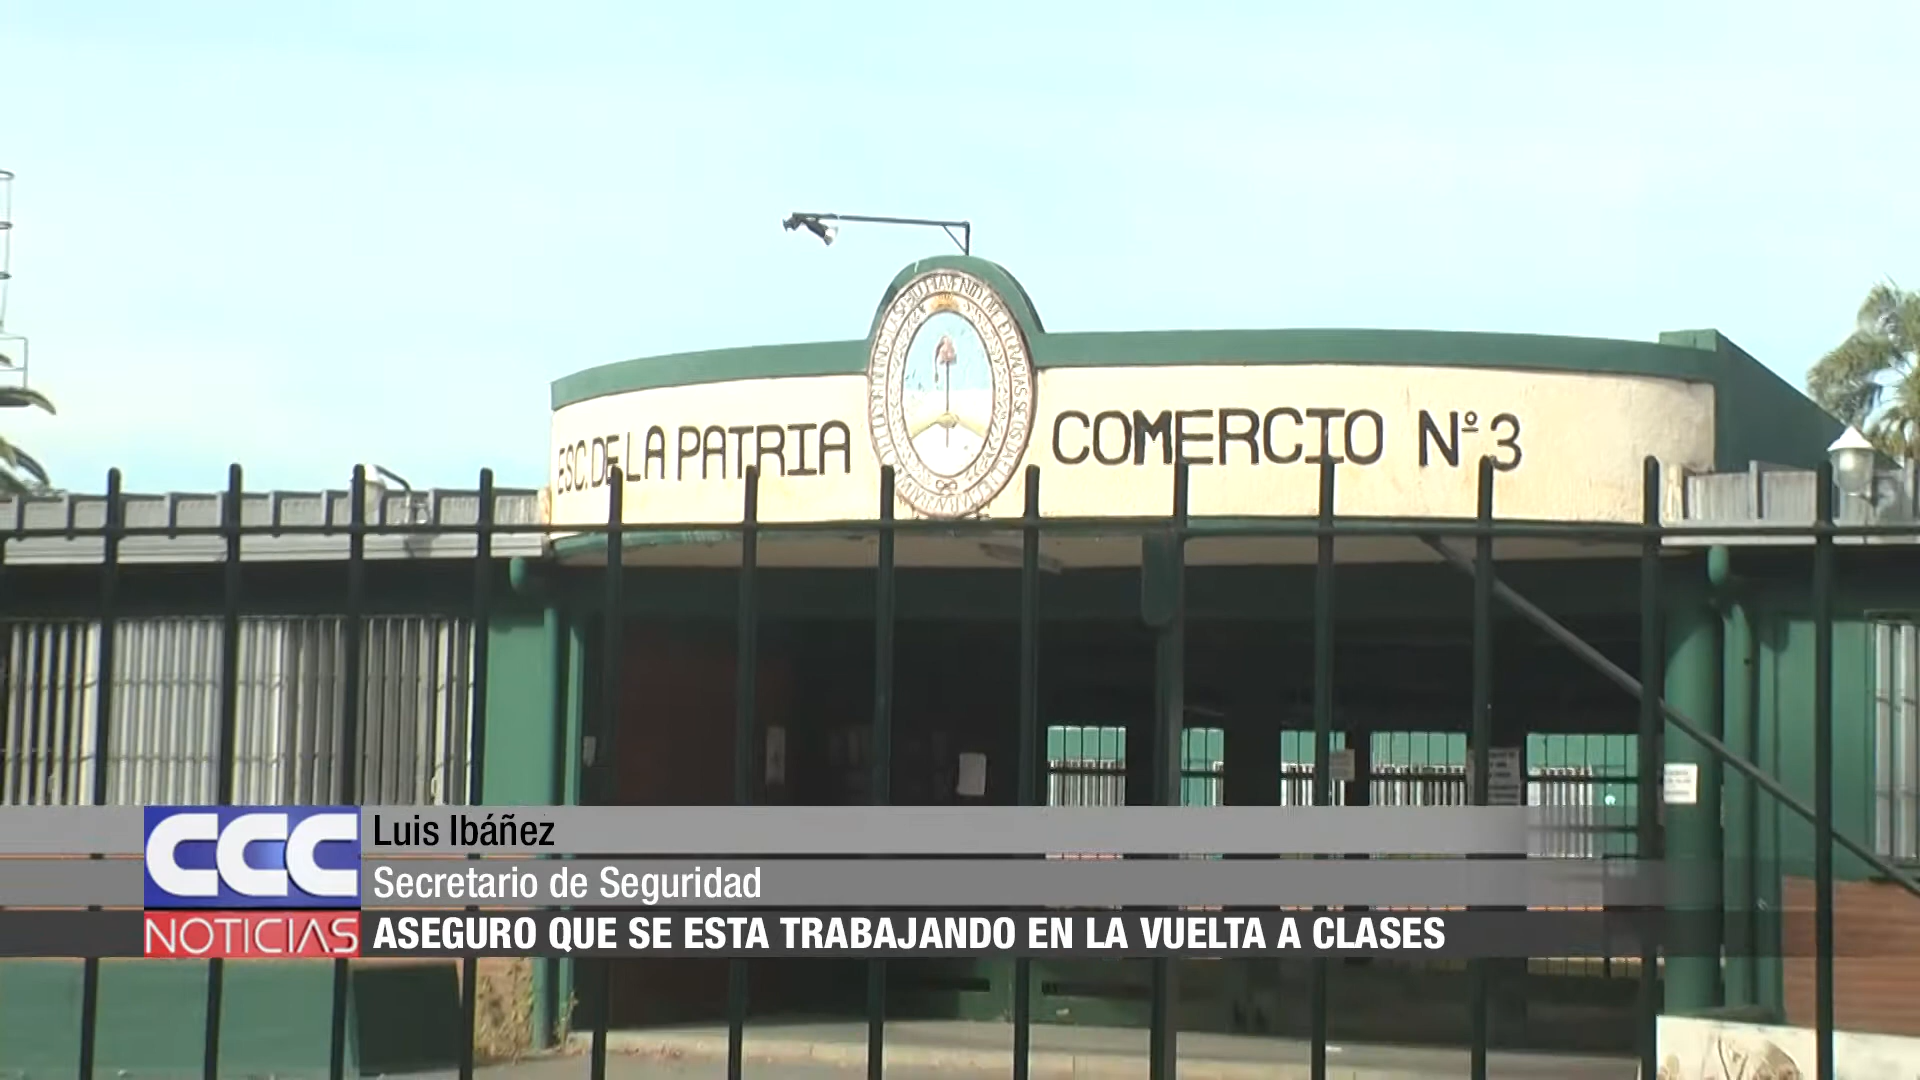 ESC. DE LA PATRIA
COMERCIO Nº 3
CCC
NOTICIAS
Luis Ibáñez
Secretario de Seguridad
ASEGURO QUE SE ESTA TRABAJANDO EN LA VUELTA A CLASES